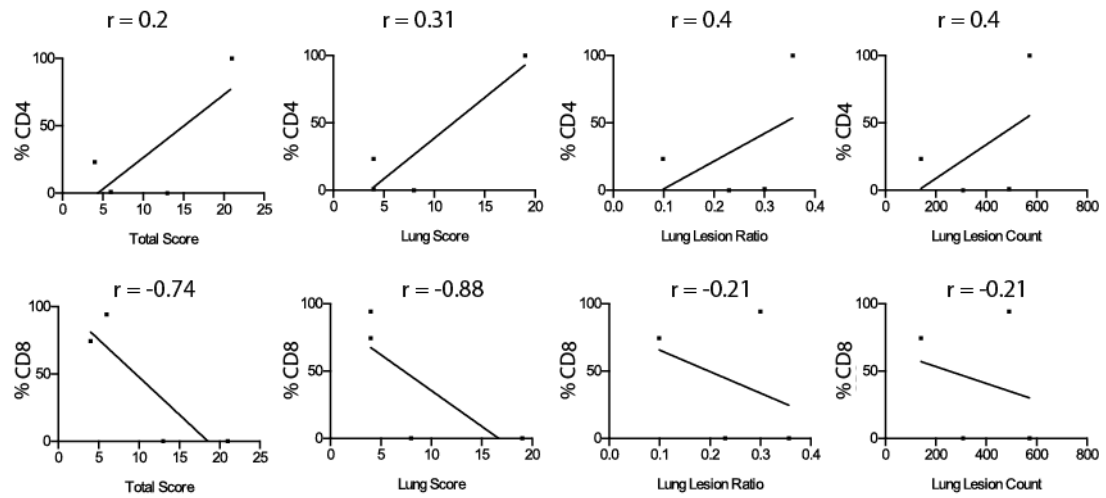 r = 0.2
100
50
0
% CD4
0 5 10 15 20 25
Total Score
r = 0.31
100
50
0
% CD4
0 5 10 15 20
Lung Score
r = 0.4
100
50
0
% CD4
0.0 0.1 0.2 0.3 0.4
Lung Lesion Ratio
r = 0.4
100
50
0
% CD4
0 200 400 600 800
Lung Lesion Count
r = -0.74
100
50
0
% CD8
0 5 10 15 20 25
Total Score
r = -0.88
100
50
0
% CD8
0 5 10 15 20
Lung Score
r = -0.21
100
50
0
% CD8
0.0 0.1 0.2 0.3 0.4
Lung Lesion Ratio
r = -0.21
100
50
0
% CD8
0 200 400 600 800
Lung Lesion Count